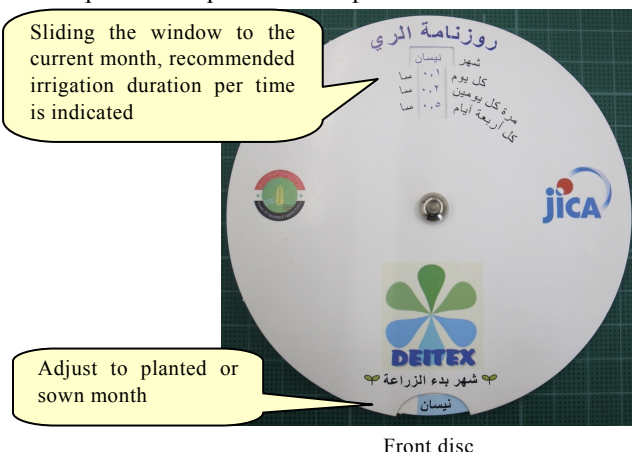 Sliding the window to the
current month, recommended
irrigation duration per time
is indicated
روزنامة الري
شهر نيسان
كل يوم ٠,١ سا
مرة كل يومين ٠,٢ سا
كل أربعة أيام ٠,٥ سا
jICA
DEITEX
شهر بدء الزراعة
نيسان
Adjust to planted or
sown month
Front disc